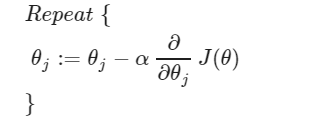 Repeat {
θj := θj − α ∂/∂θj J(θ)
}